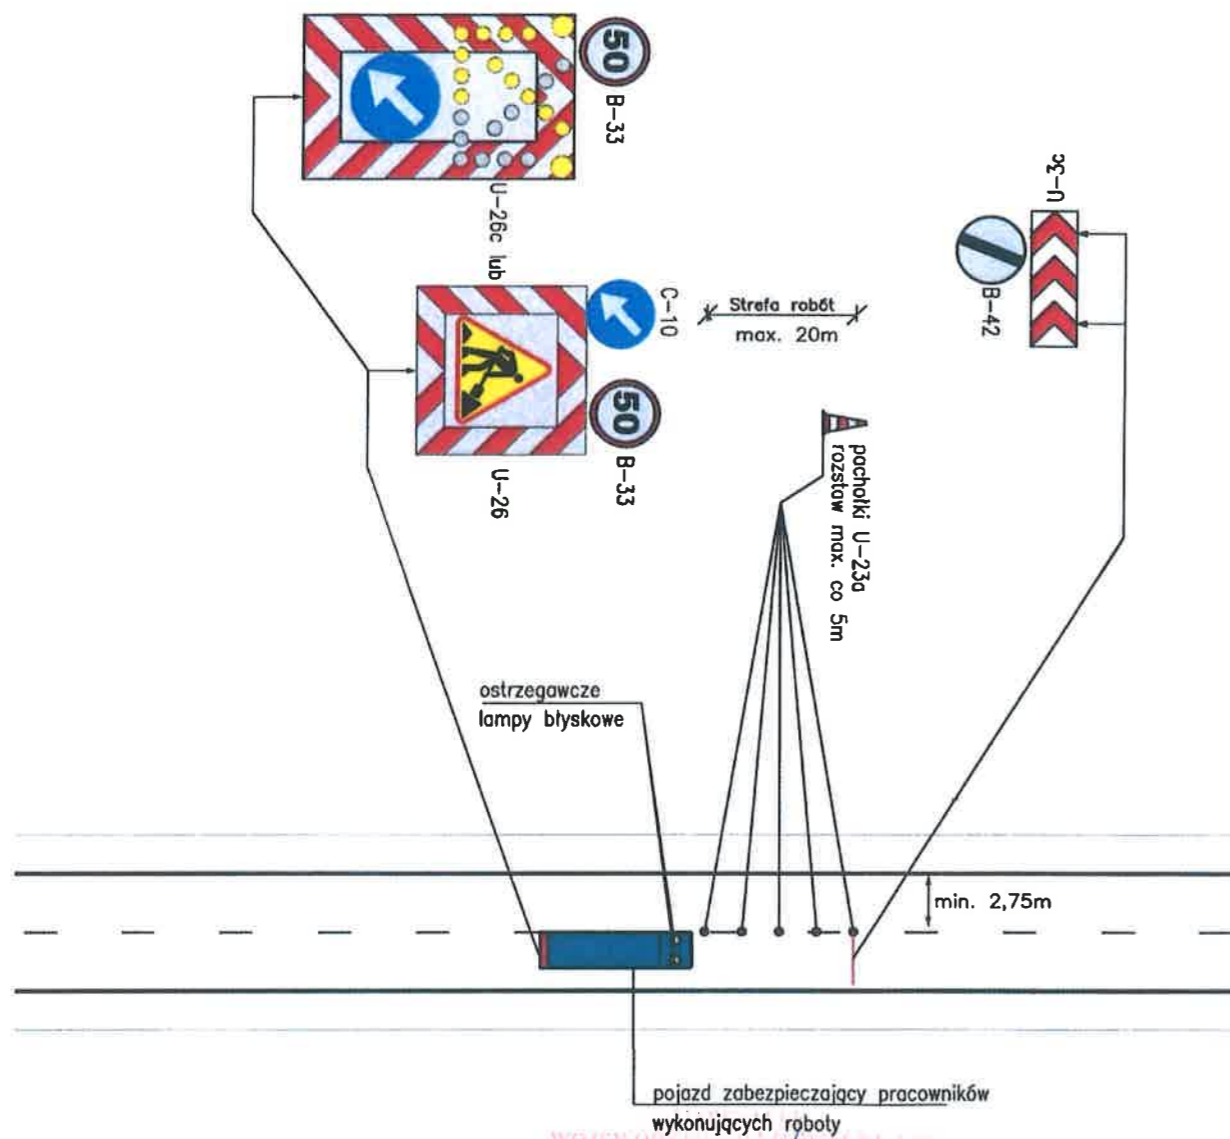 50
B-33
U-26c lub
C-10
50
B-33
U-26
Strefa robót
max. 20m
U-3c
B-42
pachołki U-23a
rozstaw max. co 5m
ostrzegawcze
lampy błyskowe
min. 2,75m
pojazd zabezpieczający pracowników
wykonujących roboty